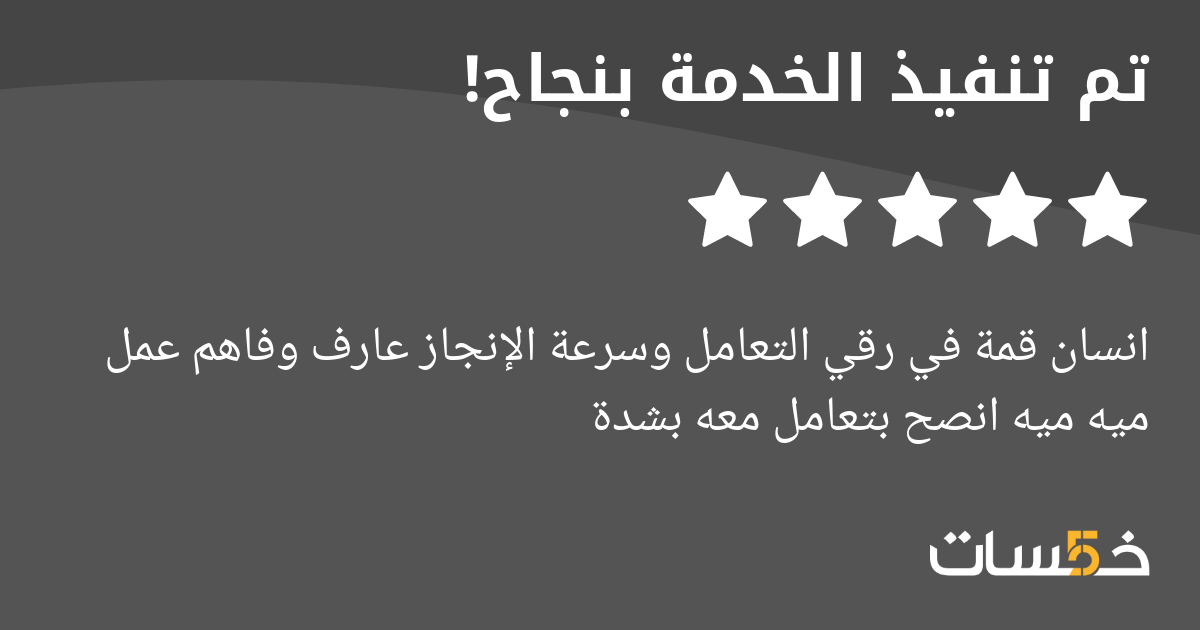 تم تنفيذ الخدمة بنجاح!
انسان قمة في رقي التعامل وسرعة الإنجاز عارف وفاهم عمل
ميه ميه انصح بتعامل معه بشدة
خمسات